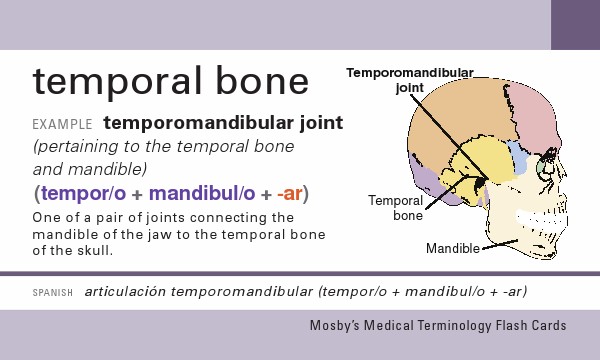 temporal bone
EXAMPLE temporomandibular joint
(pertaining to the temporal bone
and mandible)
(tempor/o + mandibul/o + -ar)
One of a pair of joints connecting the
mandible of the jaw to the temporal bone
of the skull.
Temporomandibular
joint
Temporal
bone
Mandible
SPANISH articulación temporomandibular (tempor/o + mandibul/o + -ar)
Mosby's Medical Terminology Flash Cards